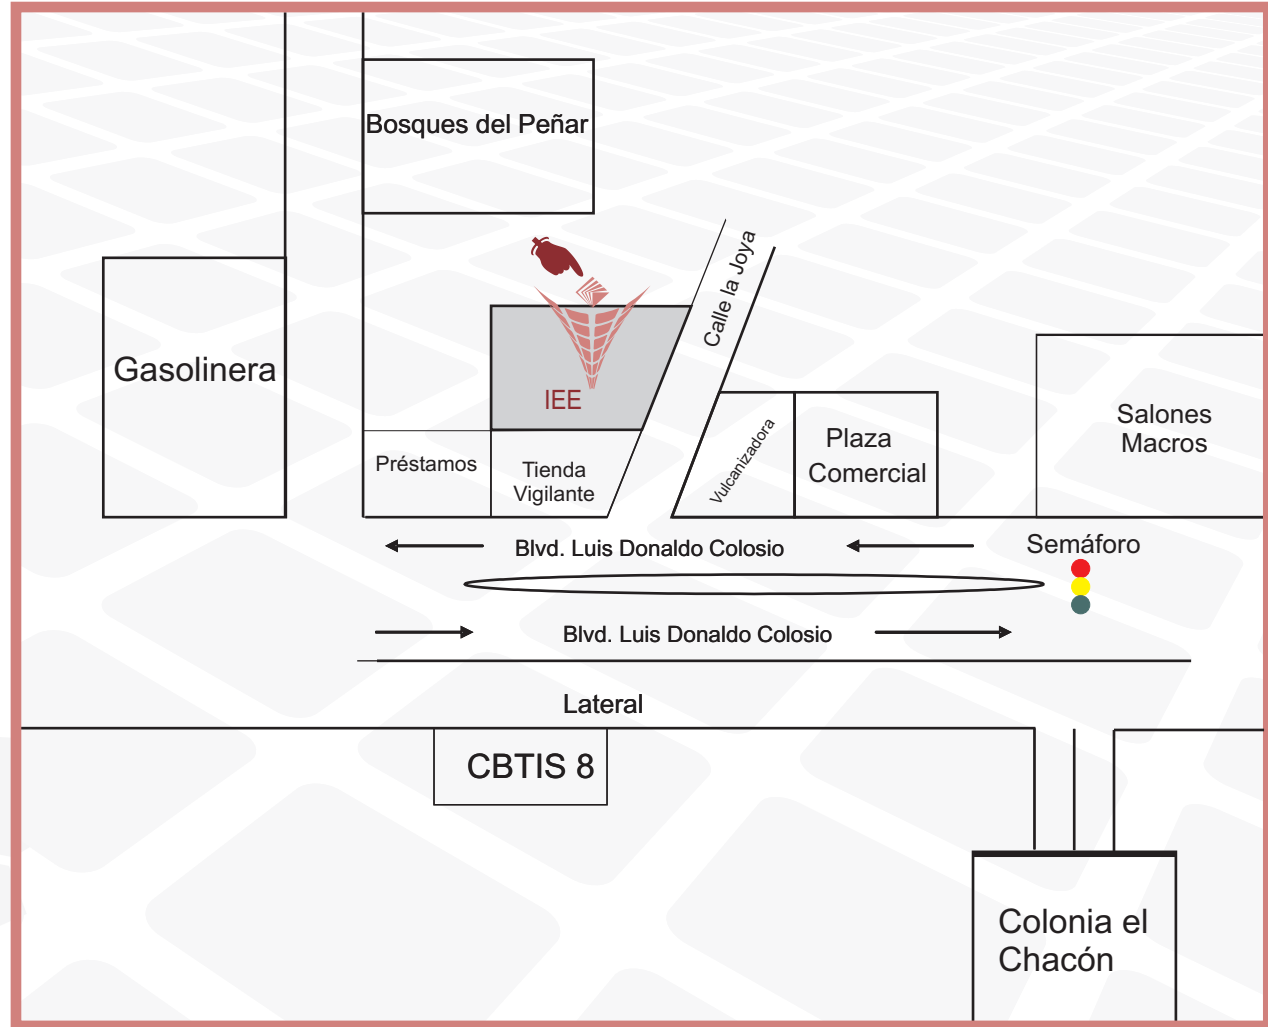 Bosques del Peñar
Calle la Joya
Gasolinera
IEE
Salones
Macros
Préstamos
Tienda
Vigilante
Vulcanizadora
Plaza
Comercial
Blvd. Luis Donaldo Colosio
Semáforo
Blvd. Luis Donaldo Colosio
Lateral
CBTIS 8
Colonia el
Chacón